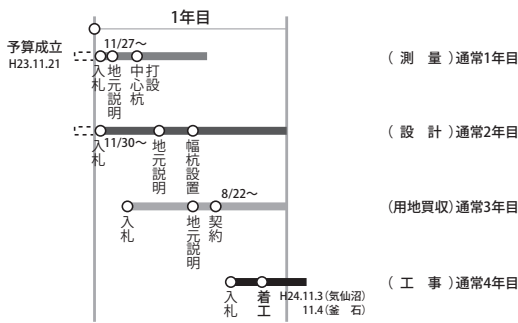 1年目
予算成立
H23.11.21
11/27～
入札
地元説明
中心杭
打設
(測量)通常1年目
11/30～
入札
地元説明
幅杭設置
(設計)通常2年目
8/22～
入札
地元説明
契約
(用地買収)通常3年目
入札
着工
H24.11.3(気仙沼)
11.4(釜石)
(工事)通常4年目